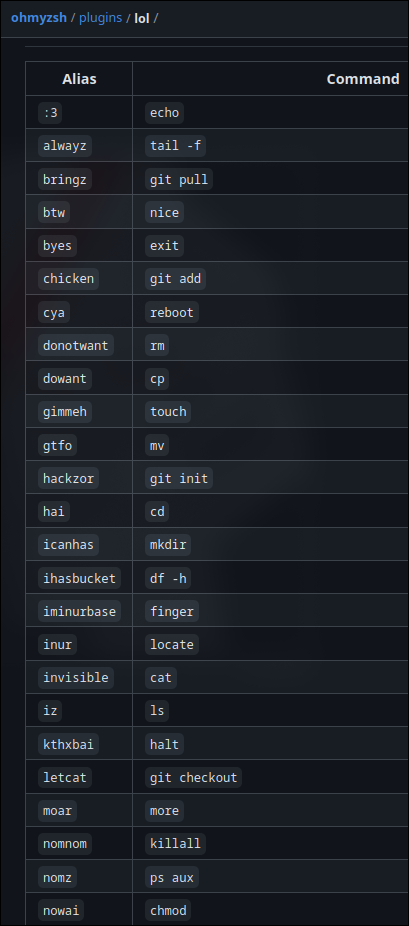 ohmyzsh / plugins / lol /
Alias Command
:3 echo
alwayz tail -f
bringz git pull
btw nice
byes exit
chicken git add
cya reboot
donotwant rm
dowant cp
gimmeh touch
gtfo mv
hackzor git init
hai cd
icanhas mkdir
ihasbucket df -h
iminurbase finger
inur locate
invisible cat
iz ls
kthxbai halt
letcat git checkout
moar more
nomnom killall
nomz ps aux
nowai chmod